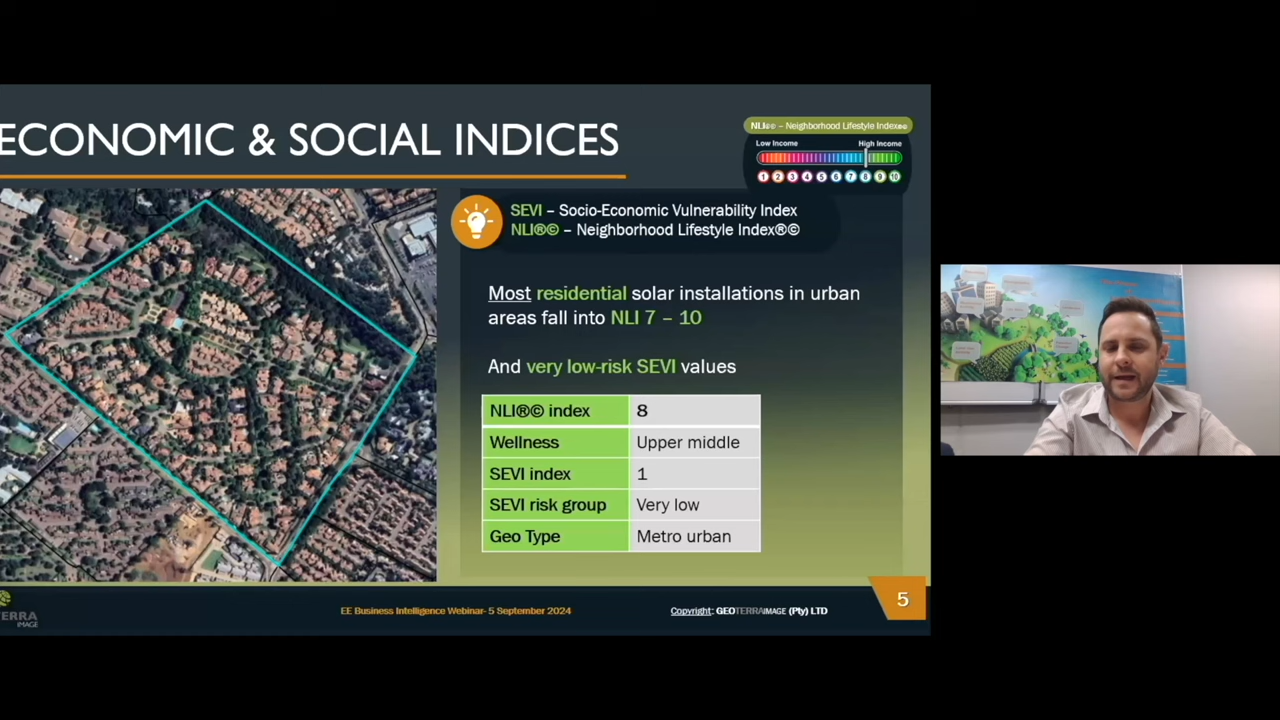 ECONOMIC & SOCIAL INDICES
NLI®© – Neighborhood Lifestyle Index®©
Low Income High Income
1 2 3 4 5 6 7 8 9 10
SEVI – Socio-Economic Vulnerability Index
NLI®© – Neighborhood Lifestyle Index®©
Most residential solar installations in urban
areas fall into NLI 7 – 10
And very low-risk SEVI values
NLI®© index 8
Wellness Upper middle
SEVI index 1
SEVI risk group Very low
Geo Type Metro urban
TERRA
IMAGE
EE Business Intelligence Webinar- 5 September 2024
Copyright: GEOTERRAIMAGE (Pty) LTD
5